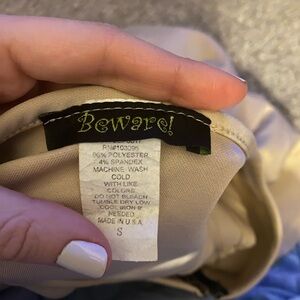 Beware!
RN#103095
96% POLYESTER
4% SPANDEX
MACHINE WASH
COLD
WITH LIKE
COLORS
DO NOT BLEACH
TUMBLE DRY LOW
COOL IRON IF
NEEDED
MADE IN U.S.A.
S